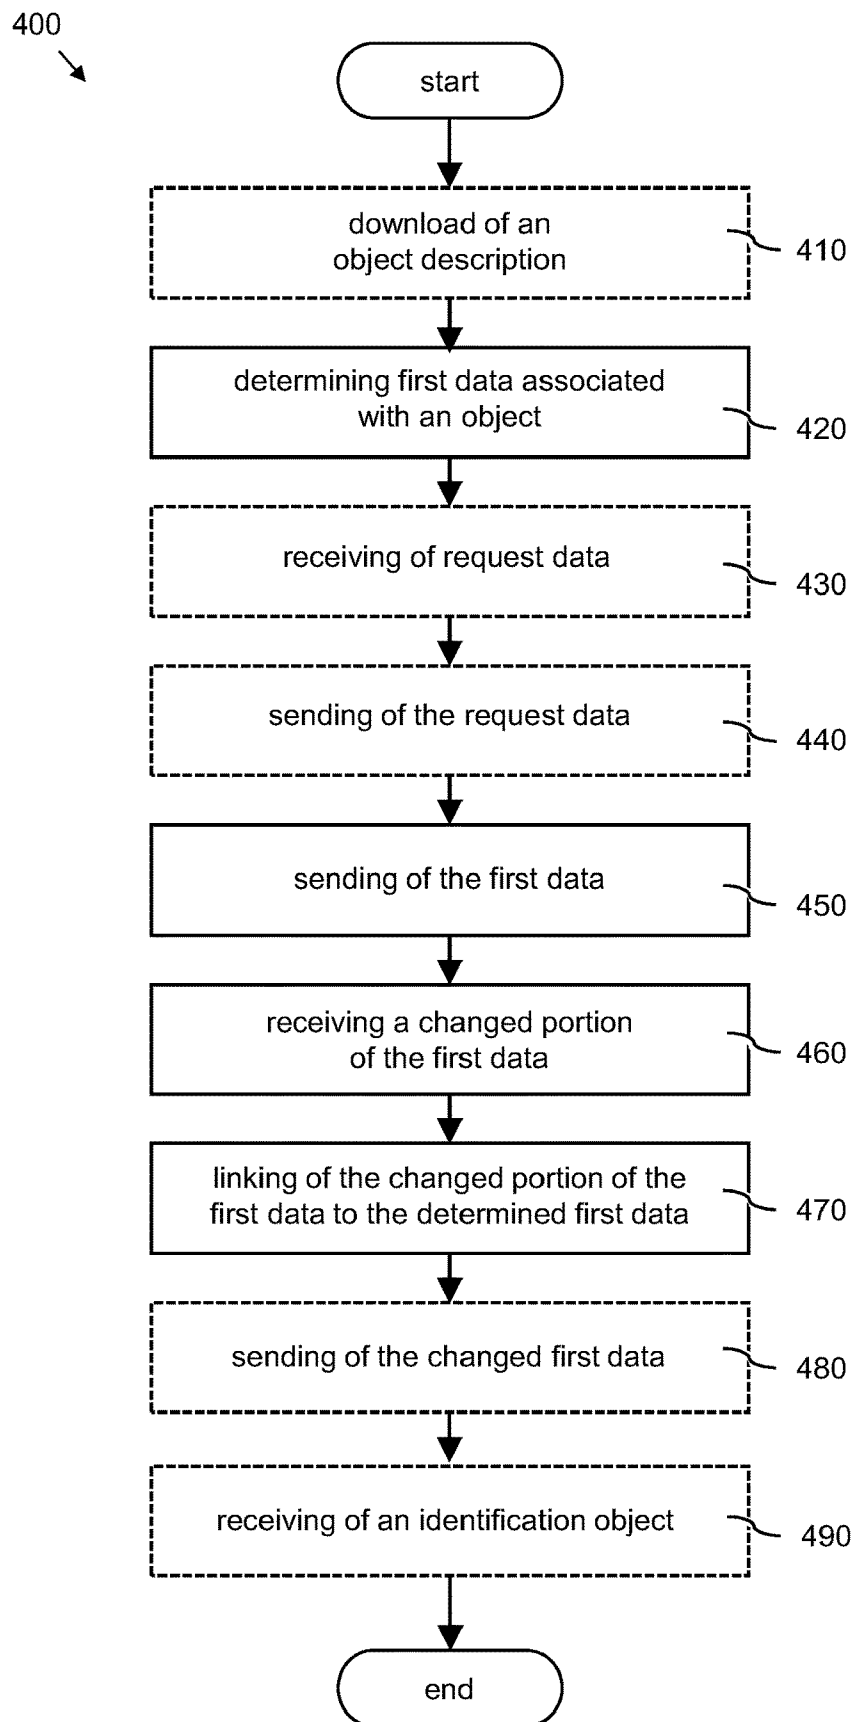 400
start
download of an
object description
410
determining first data associated
with an object
420
receiving of request data
430
sending of the request data
440
sending of the first data
450
receiving a changed portion
of the first data
460
linking of the changed portion of the
first data to the determined first data
470
sending of the changed first data
480
receiving of an identification object
490
end